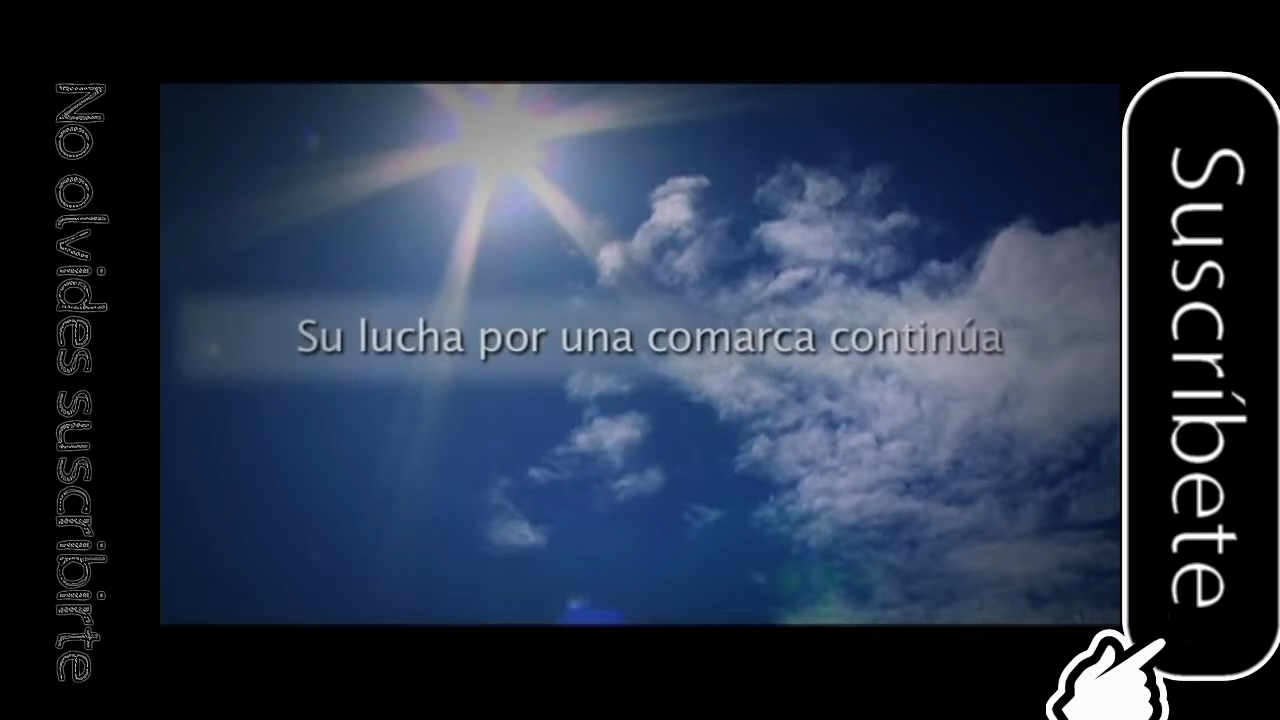 No olvides suscribirte
Su lucha por una comarca continúa
Suscríbete